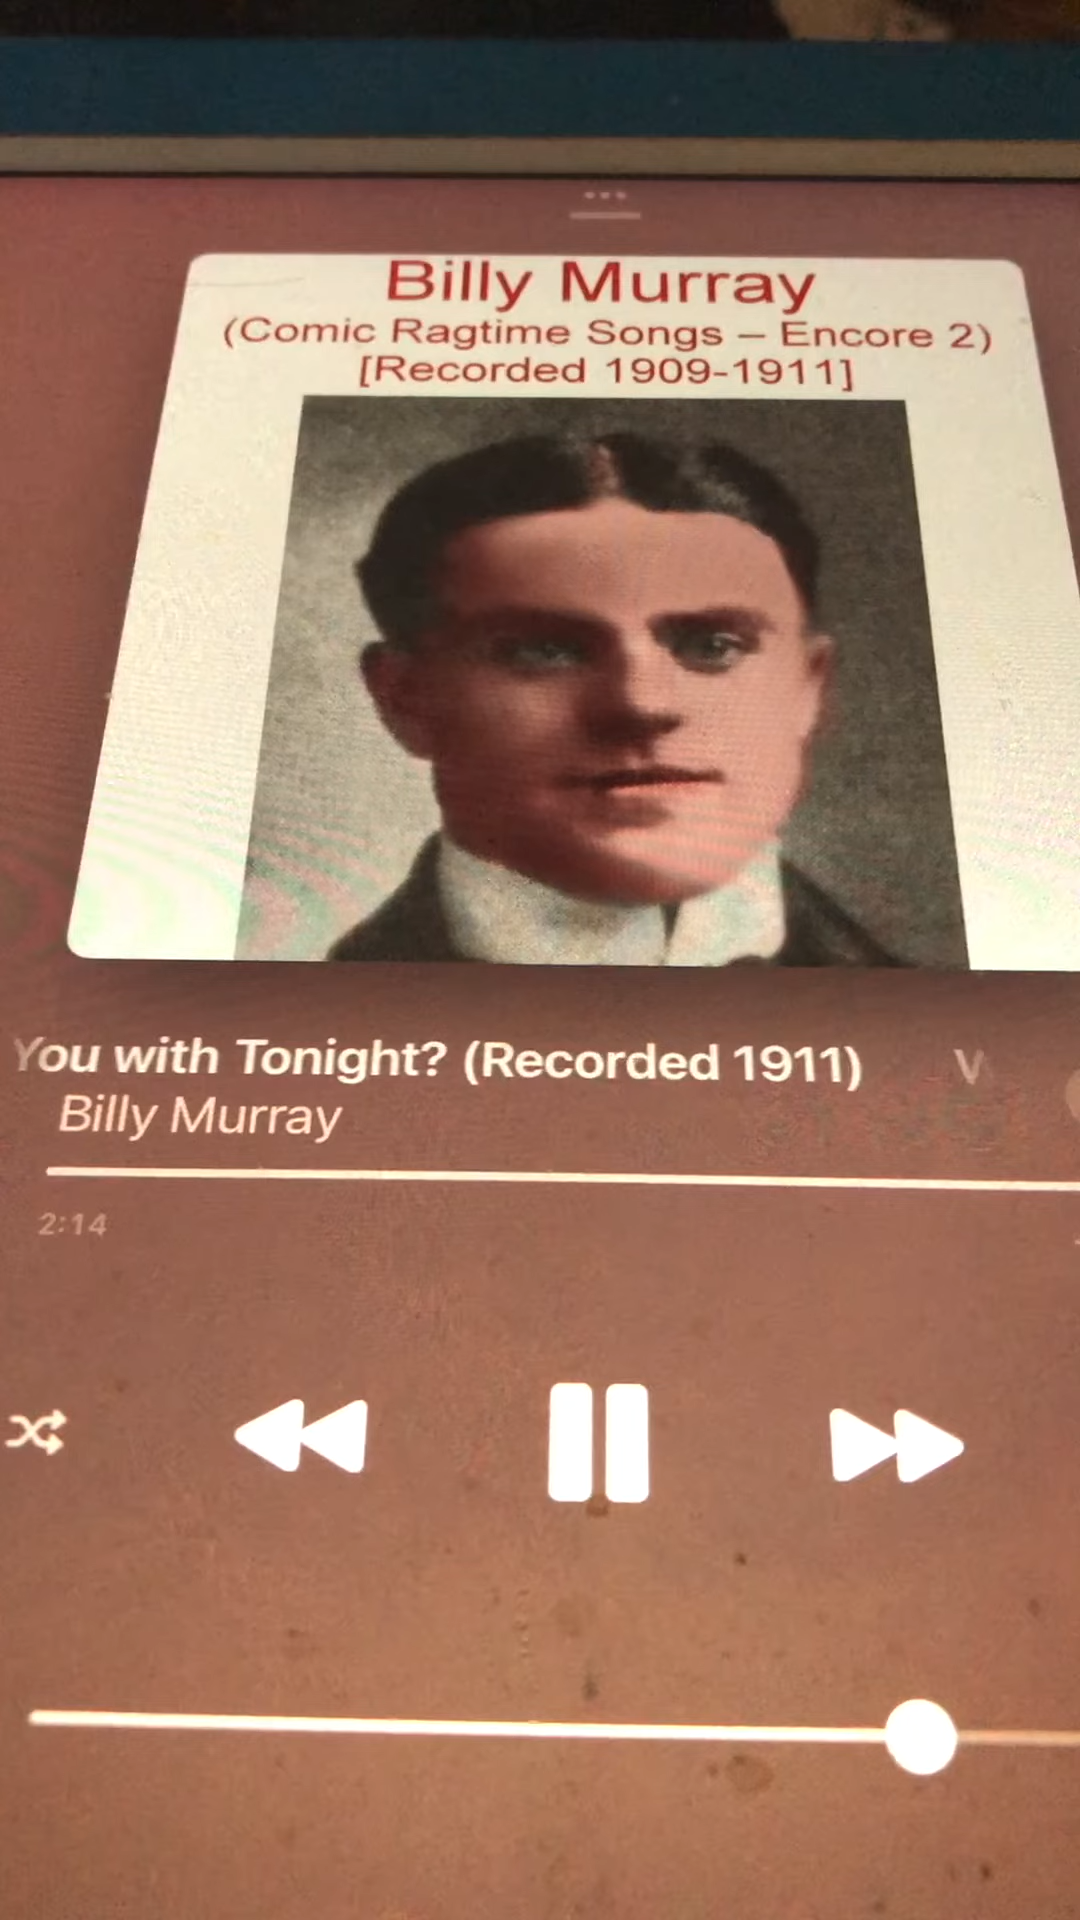 Billy Murray
(Comic Ragtime Songs – Encore 2)
[Recorded 1909-1911]
You with Tonight? (Recorded 1911)
Billy Murray
2:14